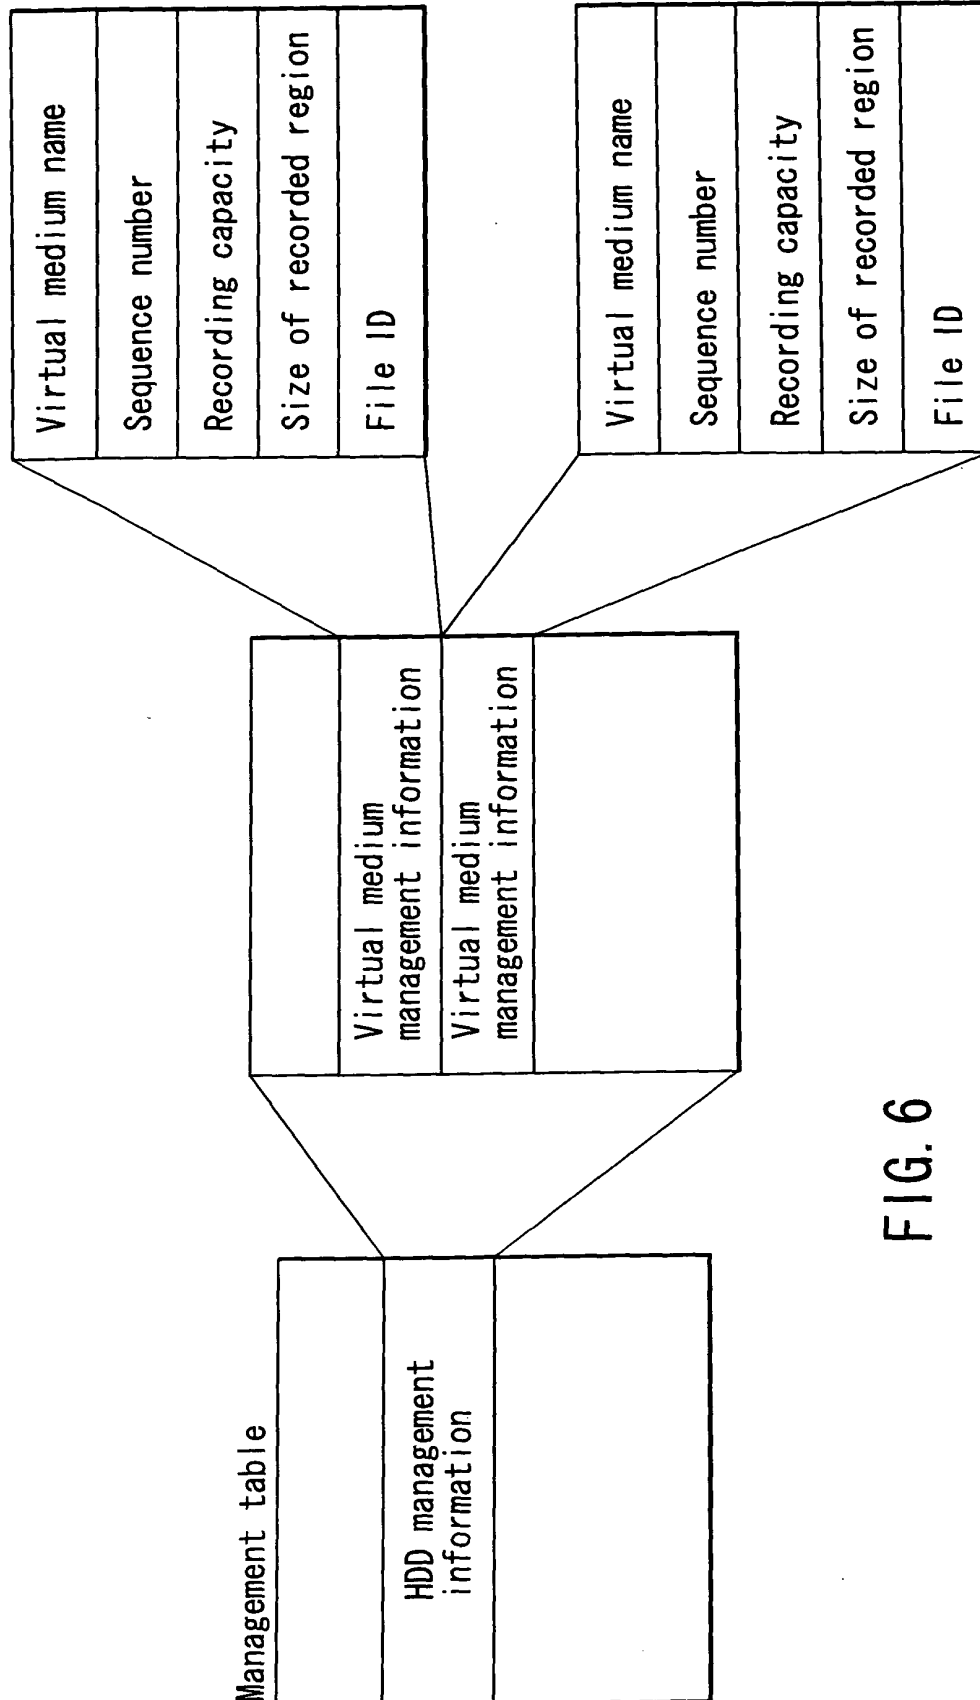 Management table
HDD management
information
Virtual medium
management information
Virtual medium
management information
Virtual medium name
Sequence number
Recording capacity
Size of recorded region
File ID
Virtual medium name
Sequence number
Recording capacity
Size of recorded region
File ID
FIG. 6